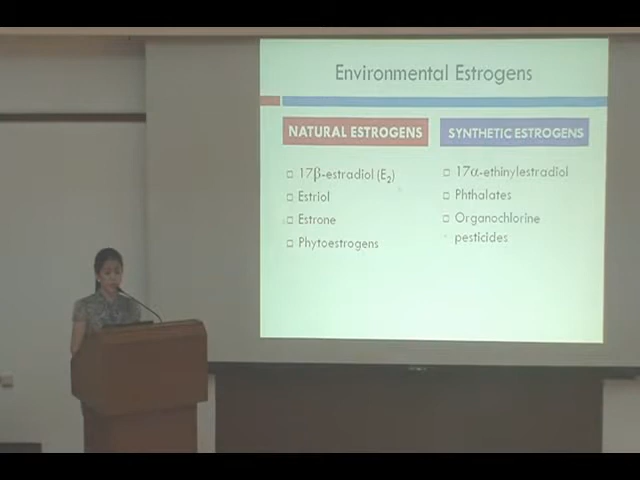 Environmental Estrogens
NATURAL ESTROGENS
17β-estradiol (E2)
Estriol
Estrone
Phytoestrogens
SYNTHETIC ESTROGENS
17α-ethinylestradiol
Phthalates
Organochlorine
pesticides